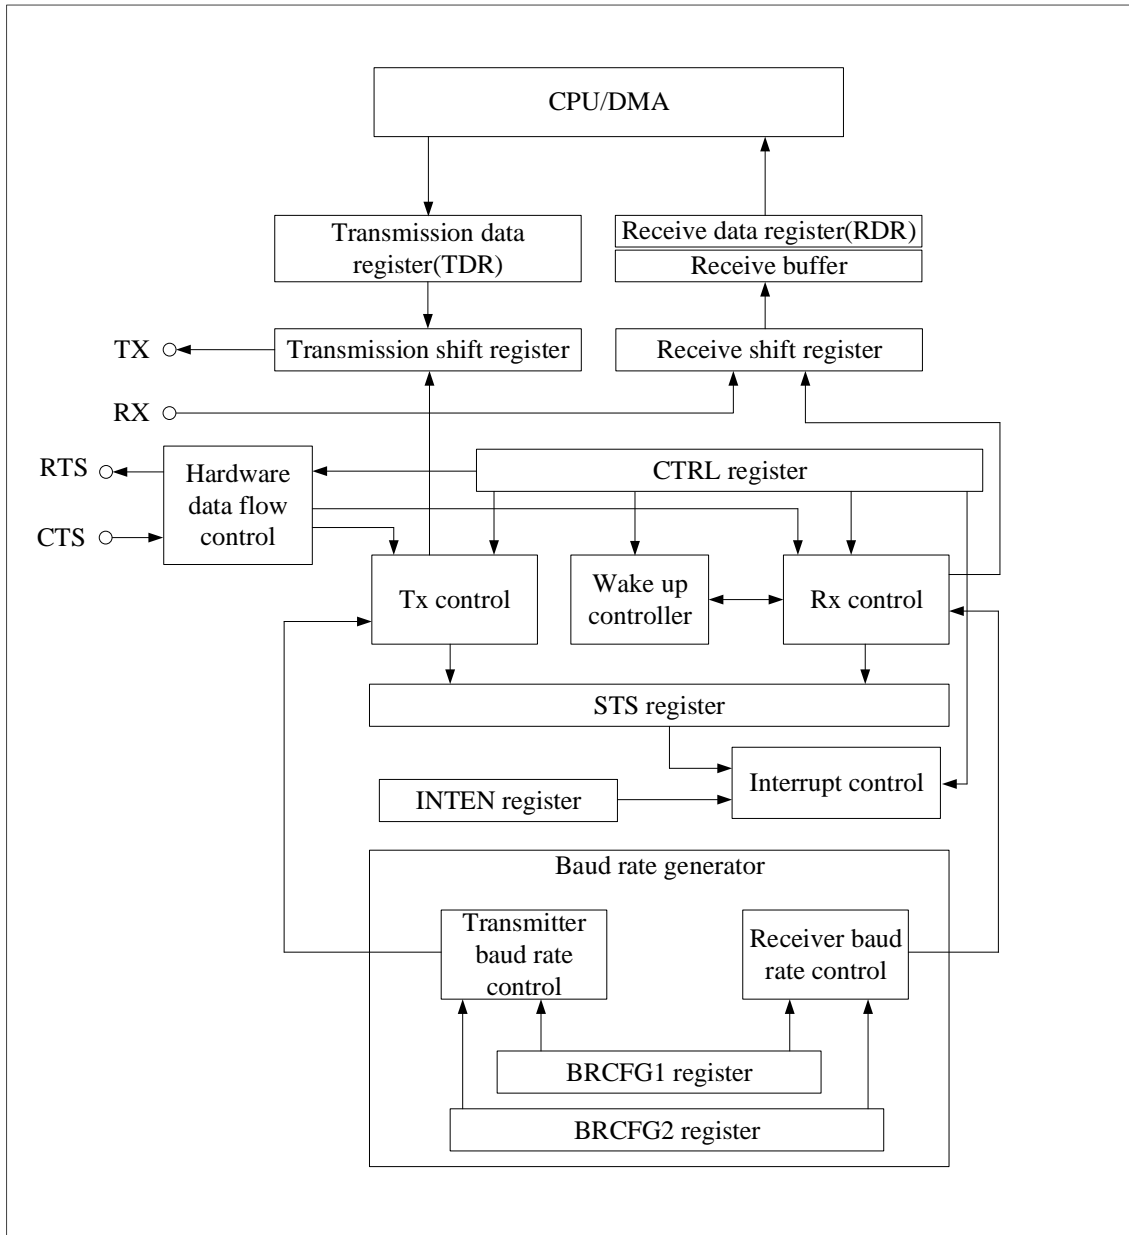 CPU/DMA
Transmission data
register(TDR)
Receive data register(RDR)
Receive buffer
TX
Transmission shift register
Receive shift register
RX
RTS
CTS
Hardware
data flow
control
CTRL register
Tx control
Wake up
controller
Rx control
STS register
Interrupt control
INTEN register
Baud rate generator
Transmitter
baud rate
control
Receiver baud
rate control
BRCFG1 register
BRCFG2 register